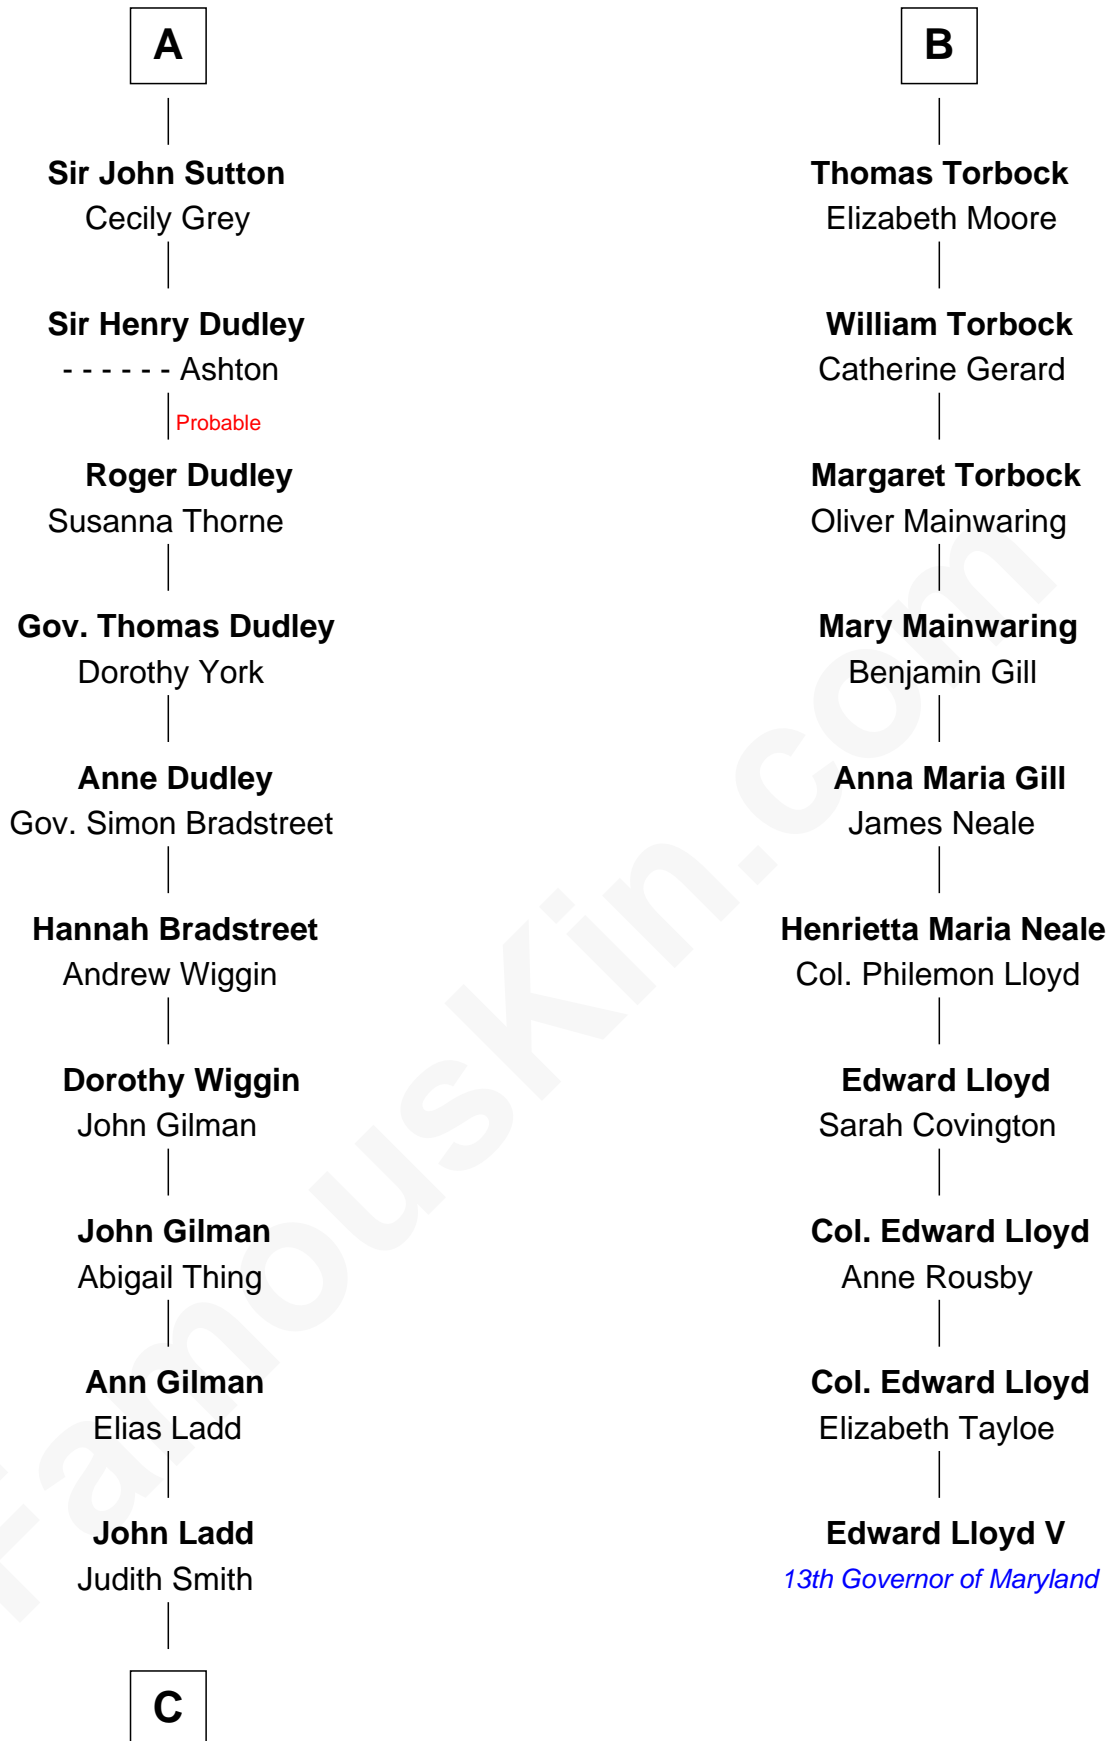 A
Sir John Sutton
Cecily Grey
Sir Henry Dudley
- - - - - - Ashton
Probable
Roger Dudley
Susanna Thorne
Gov. Thomas Dudley
Dorothy York
Anne Dudley
Gov. Simon Bradstreet
Hannah Bradstreet
Andrew Wiggin
Dorothy Wiggin
John Gilman
John Gilman
Abigail Thing
Ann Gilman
Elias Ladd
John Ladd
Judith Smith
C
B
Thomas Torbock
Elizabeth Moore
William Torbock
Catherine Gerard
Margaret Torbock
Oliver Mainwaring
Mary Mainwaring
Benjamin Gill
Anna Maria Gill
James Neale
Henrietta Maria Neale
Col. Philemon Lloyd
Edward Lloyd
Sarah Covington
Col. Edward Lloyd
Anne Rousby
Col. Edward Lloyd
Elizabeth Tayloe
Edward Lloyd V
13th Governor of Maryland
FamousKin.com